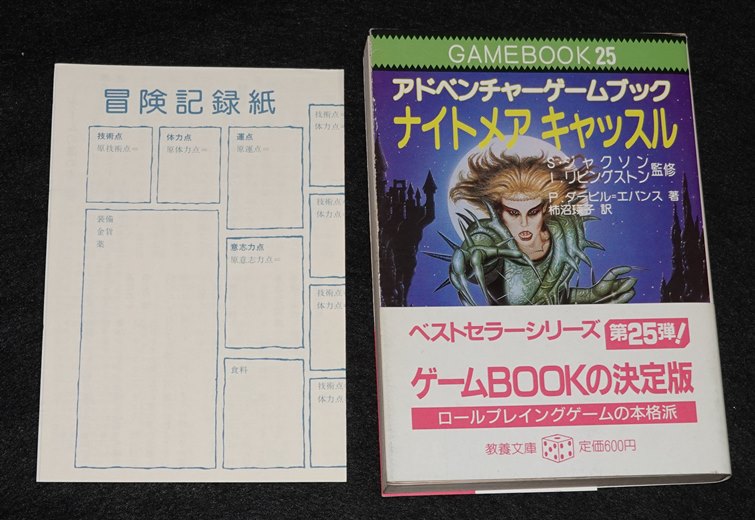 冒険記録紙
技術点
原技術点＝
体力点
原体力点＝
運点
原運点＝
技術点＝
体力点＝
装備
金貨
薬
技術点＝
体力点＝
意志力点
原意志力点＝
技術点＝
体力点＝
食料
技術点
体力点＝
GAMEBOOK 25
アドベンチャーゲームブック
ナイトメア キャッスル
S・ジャクソン
I・リビングストン
監修
P・ダラビル＝エバンス 著
柿沼瑛子 訳
ベストセラーシリーズ 第25弾！
ゲームBOOKの決定版
ロールプレイングゲームの本格派
教養文庫 定価600円